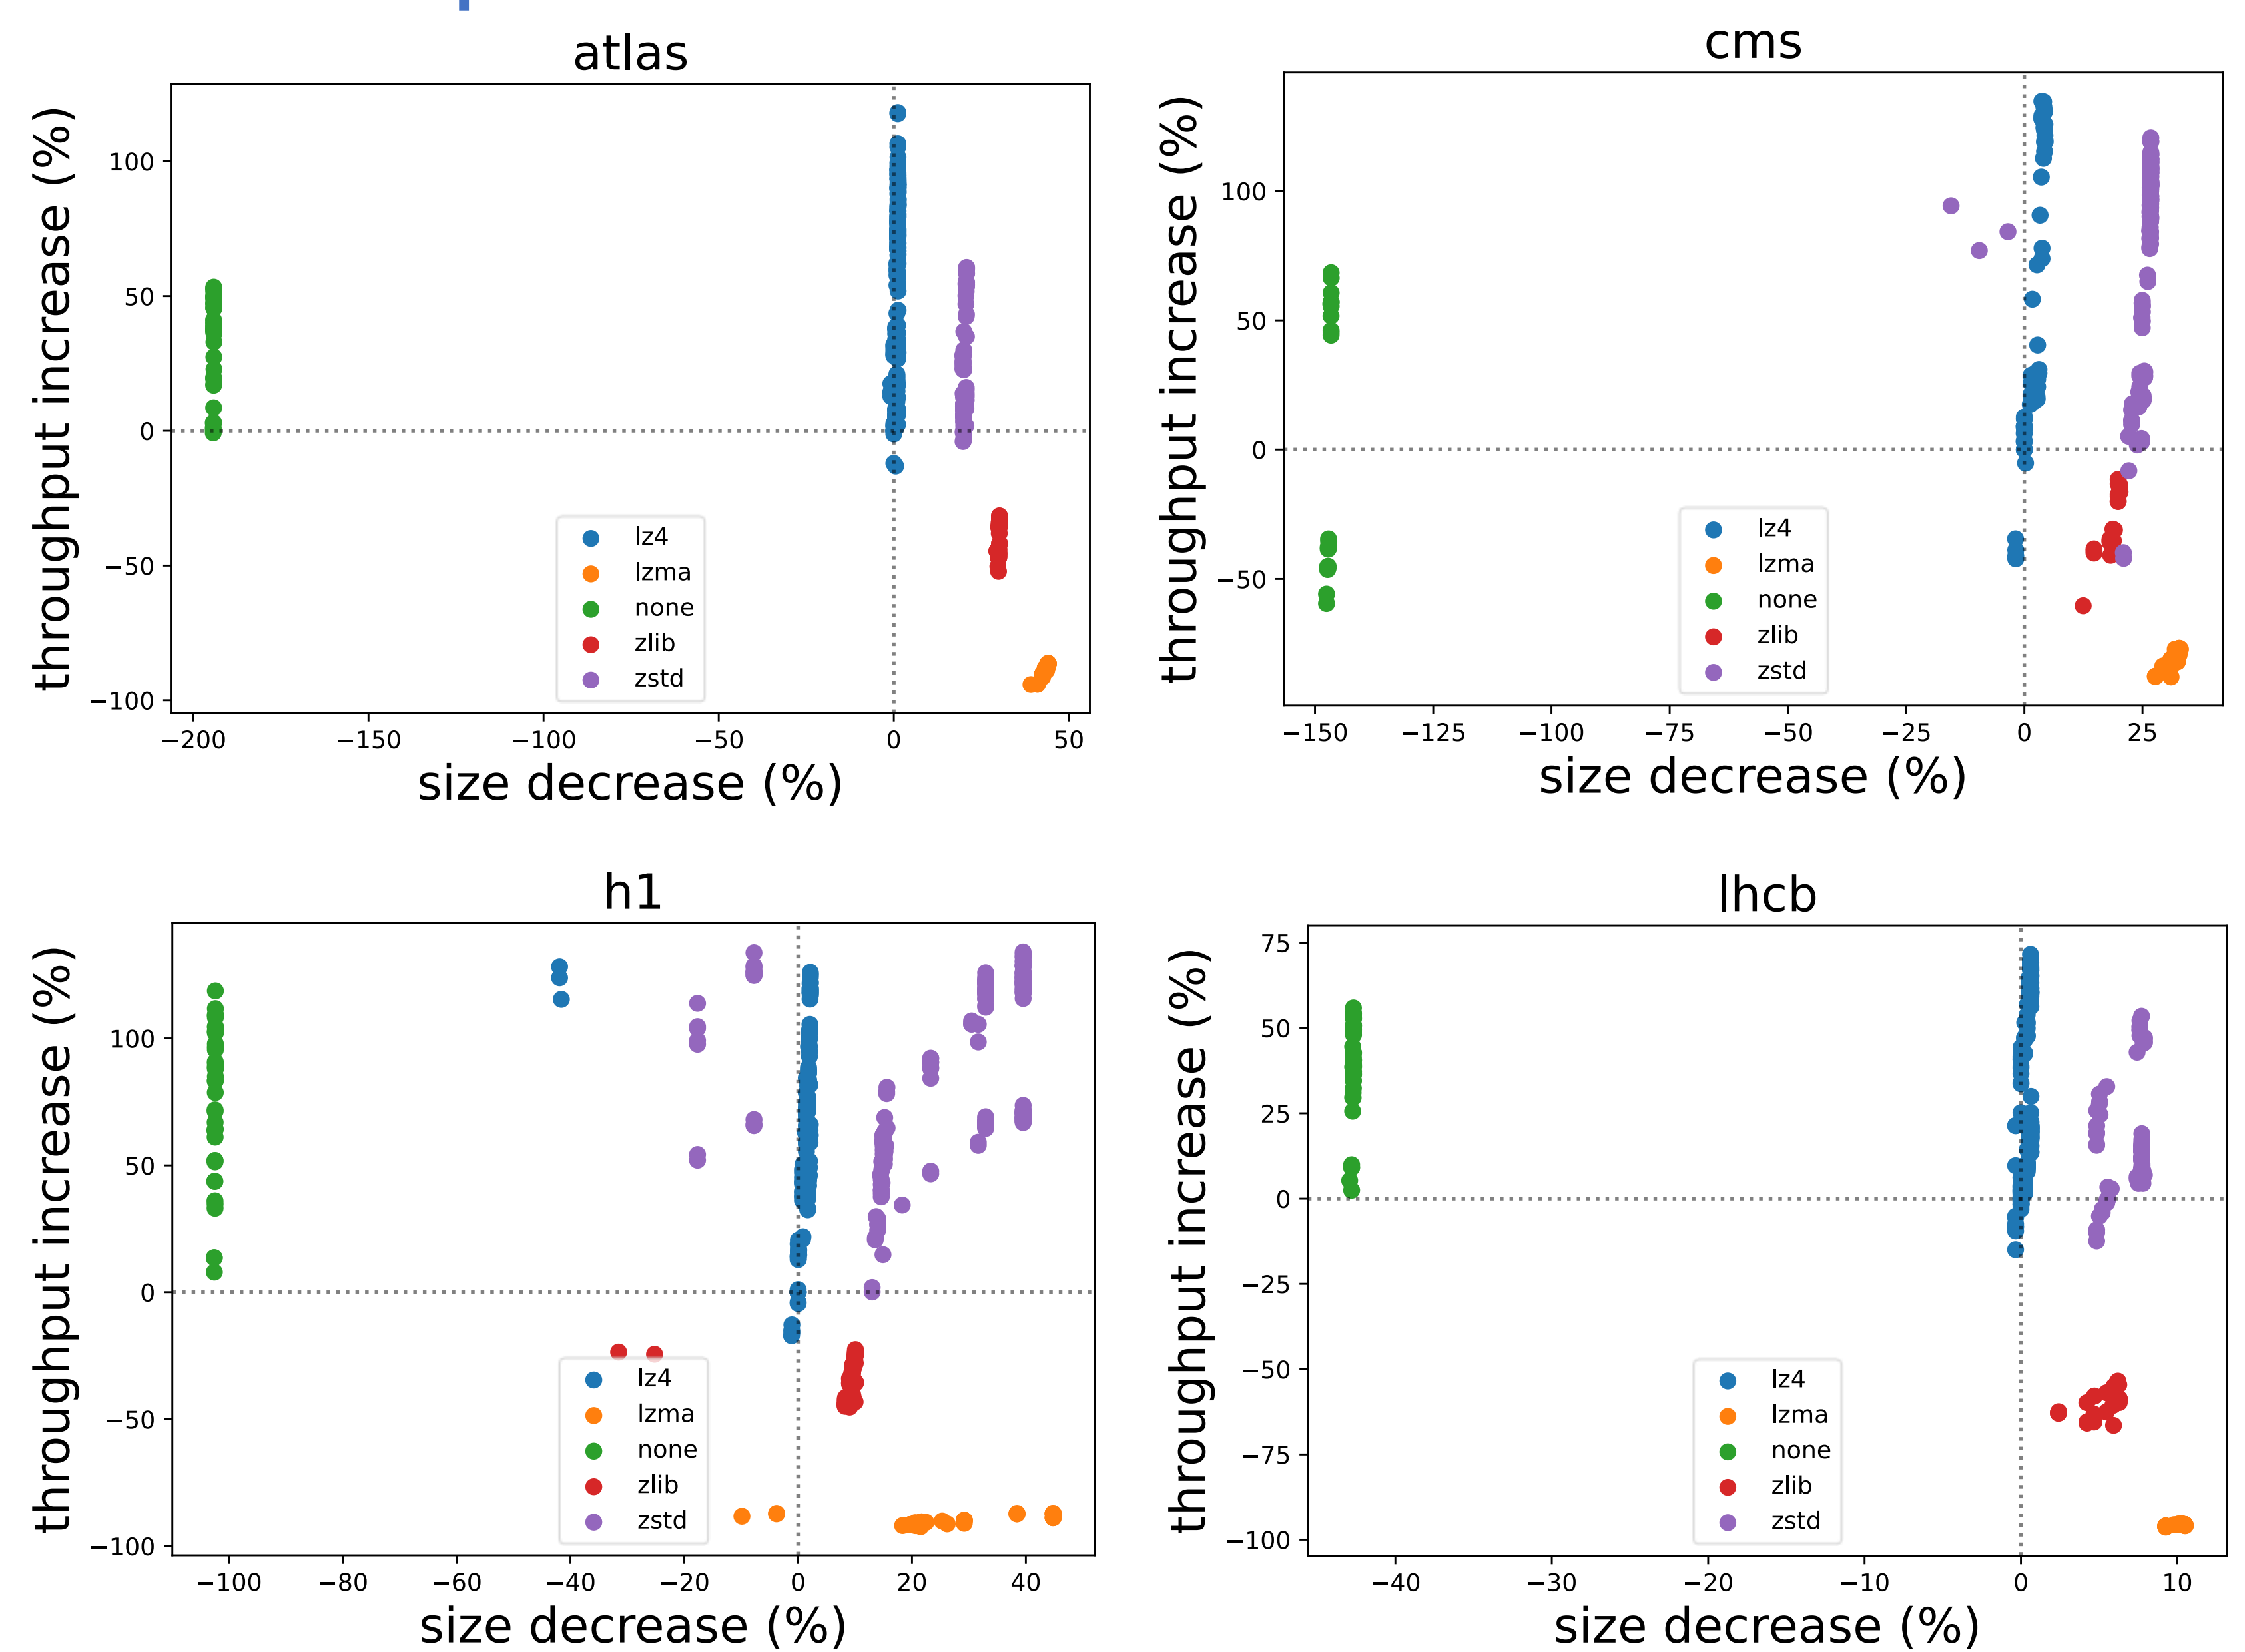 atlas
throughput increase (%)
100
50
0
−50
−100
lz4
lzma
none
zlib
zstd
−200
−150
−100
−50
0
50
size decrease (%)
cms
throughput increase (%)
100
50
0
−50
lz4
lzma
none
zlib
zstd
−150
−125
−100
−75
−50
−25
0
25
size decrease (%)
h1
throughput increase (%)
100
50
0
−50
−100
lz4
lzma
none
zlib
zstd
−100
−80
−60
−40
−20
0
20
40
size decrease (%)
lhcb
throughput increase (%)
75
50
25
0
−25
−50
−75
−100
lz4
lzma
none
zlib
zstd
−40
−30
−20
−10
0
10
size decrease (%)